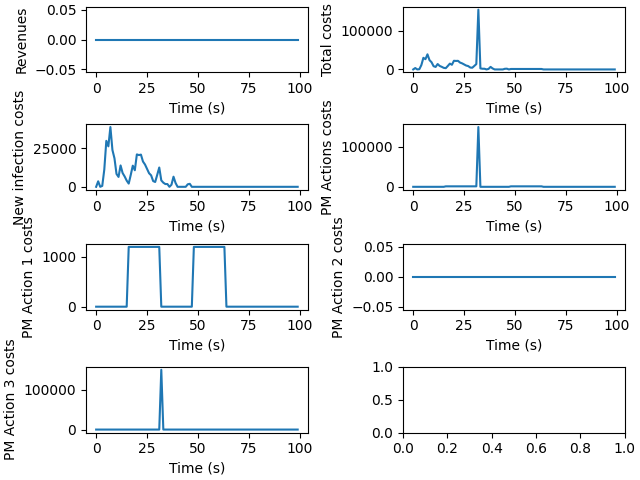 Revenues
0.05
0.00
−0.05
0 25 50 75 100
Time (s)
Total costs
100000
0
0 25 50 75 100
Time (s)
New infection costs
25000
0
0 25 50 75 100
Time (s)
PM Actions costs
100000
0
0 25 50 75 100
Time (s)
PM Action 1 costs
1000
0
0 25 50 75 100
Time (s)
PM Action 2 costs
0.05
0.00
−0.05
0 25 50 75 100
Time (s)
PM Action 3 costs
100000
0
0 25 50 75 100
Time (s)
1.0
0.5
0.0
0.0 0.2 0.4 0.6 0.8 1.0